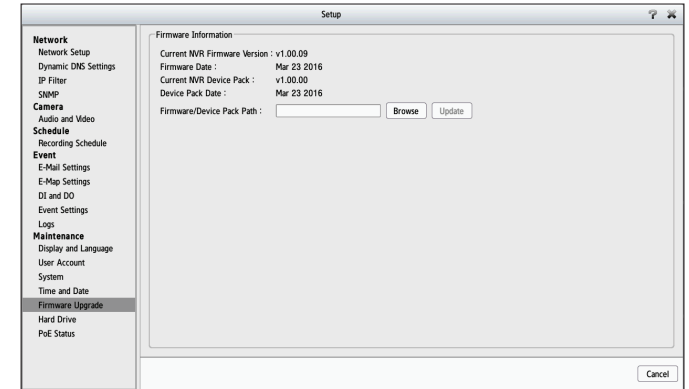 Setup
Network
Network Setup
Dynamic DNS Settings
IP Filter
SNMP
Camera
Audio and Video
Schedule
Recording Schedule
Event
E-Mail Settings
E-Map Settings
DI and DO
Event Settings
Logs
Maintenance
Display and Language
User Account
System
Time and Date
Firmware Upgrade
Hard Drive
PoE Status
Firmware Information
Current NVR Firmware Version : v1.00.09
Firmware Date : Mar 23 2016
Current NVR Device Pack : v1.00.00
Device Pack Date : Mar 23 2016
Firmware/Device Pack Path : Browse Update
Cancel